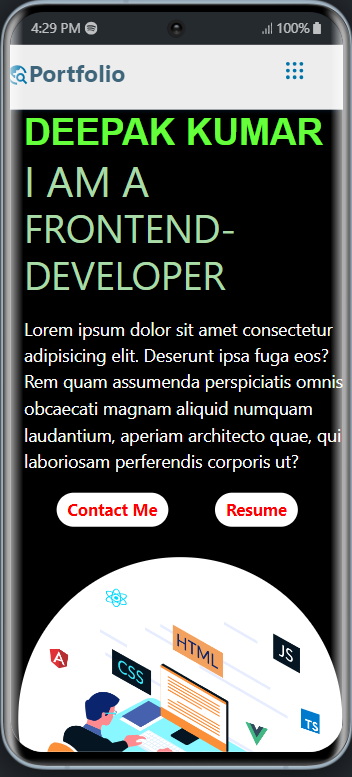 4:29 PM 100%
Portfolio
DEEPAK KUMAR
I AM A
FRONTEND-
DEVELOPER
Lorem ipsum dolor sit amet consectetur
adipisicing elit. Deserunt ipsa fuga eos?
Rem quam assumenda perspiciatis omnis
obcaecati magnam aliquid numquam
laudantium, aperiam architecto quae, qui
laboriosam perferendis corporis ut?
Contact Me Resume
HTML
JS
CSS
TS